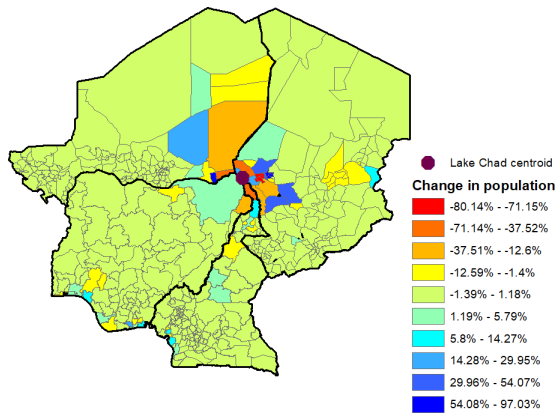 Lake Chad centroid
Change in population
-80.14% - -71.15%
-71.14% - -37.52%
-37.51% - -12.6%
-12.59% - -1.4%
-1.39% - 1.18%
1.19% - 5.79%
5.8% - 14.27%
14.28% - 29.95%
29.96% - 54.07%
54.08% - 97.03%